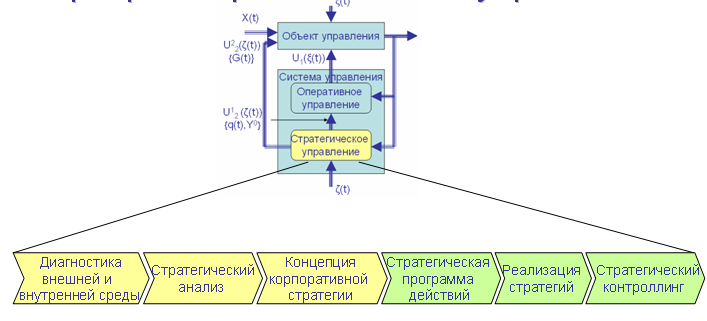 ζ(t)
X(t)
Объект управления
U²₂(ζ(t))
{G(t)}
U₁(ξ(t))
Система управления
Оперативное
управление
U¹₂(ζ(t))
{q(t),Y⁰}
Стратегическое
управление
ζ(t)
Диагностика
внешней и
внутренней среды
Стратегический
анализ
Концепция
корпоративной
стратегии
Стратегическая
программа
действий
Реализация
стратегий
Стратегический
контроллинг